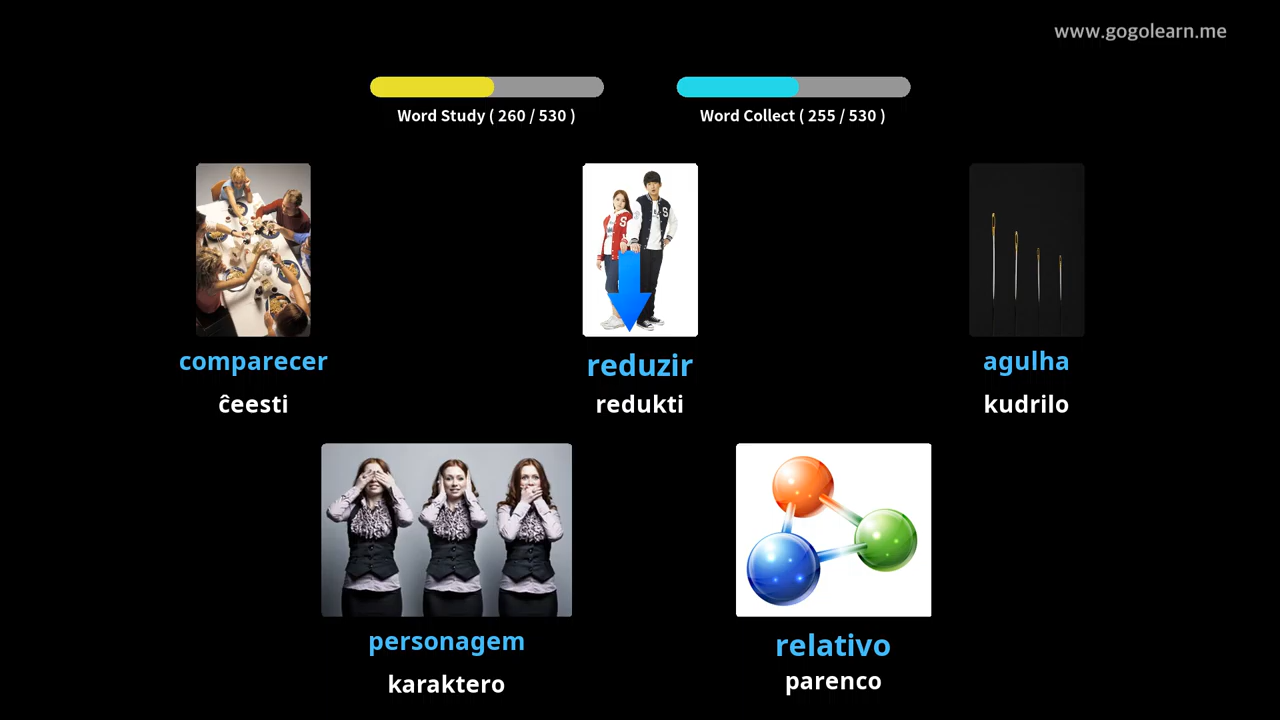 www.gogolearn.me
Word Study ( 260 / 530 )
Word Collect ( 255 / 530 )
comparecer
ĉeesti
reduzir
redukti
agulha
kudrilo
personagem
karaktero
relativo
parenco